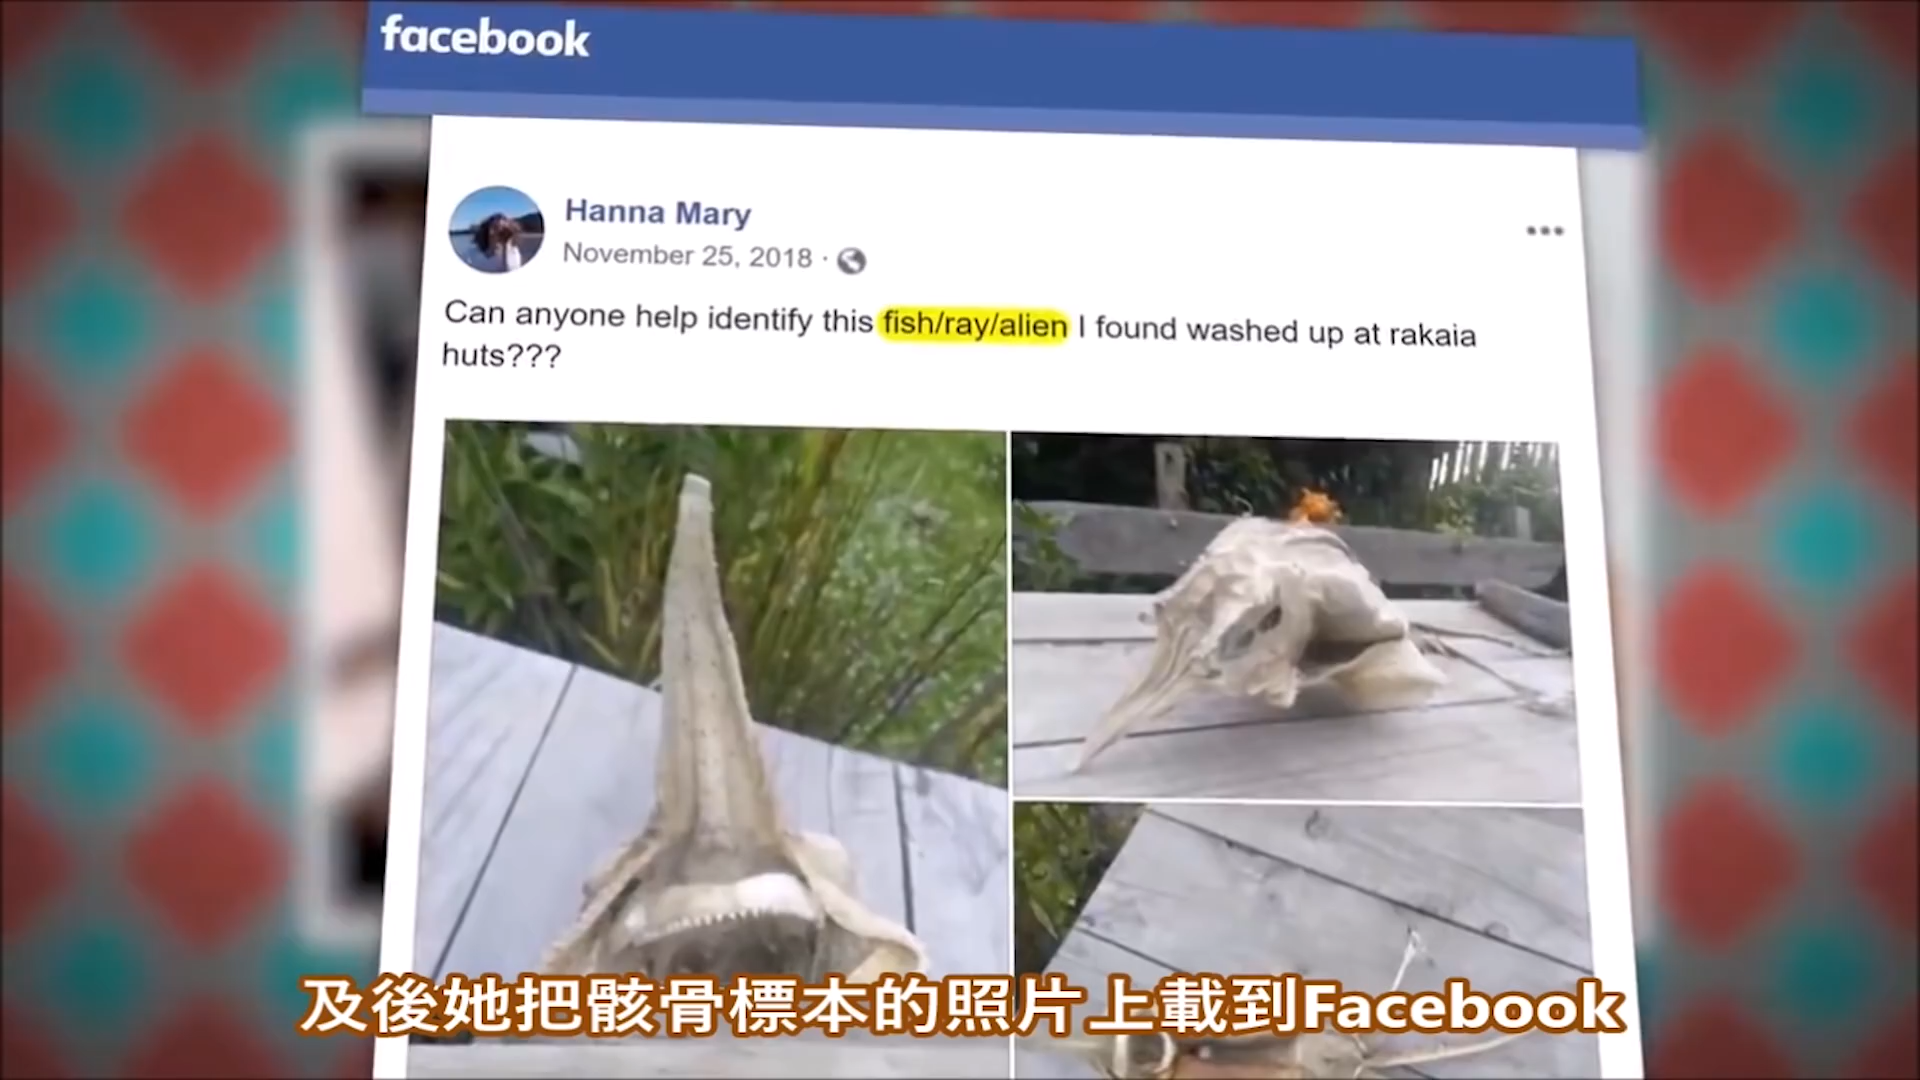 facebook
Hanna Mary
November 25, 2018 ·
Can anyone help identify this fish/ray/alien I found washed up at rakaia
huts???
及後她把骸骨標本的照片上載到Facebook